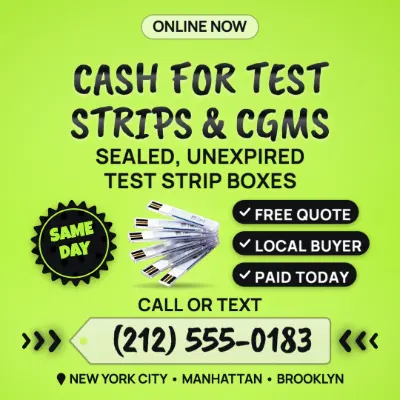 ONLINE NOW
CASH FOR TEST
STRIPS & CGMS
SEALED, UNEXPIRED
TEST STRIP BOXES
SAME
DAY
FREE QUOTE
LOCAL BUYER
PAID TODAY
CALL OR TEXT
(212) 555-0183
NEW YORK CITY • MANHATTAN • BROOKLYN